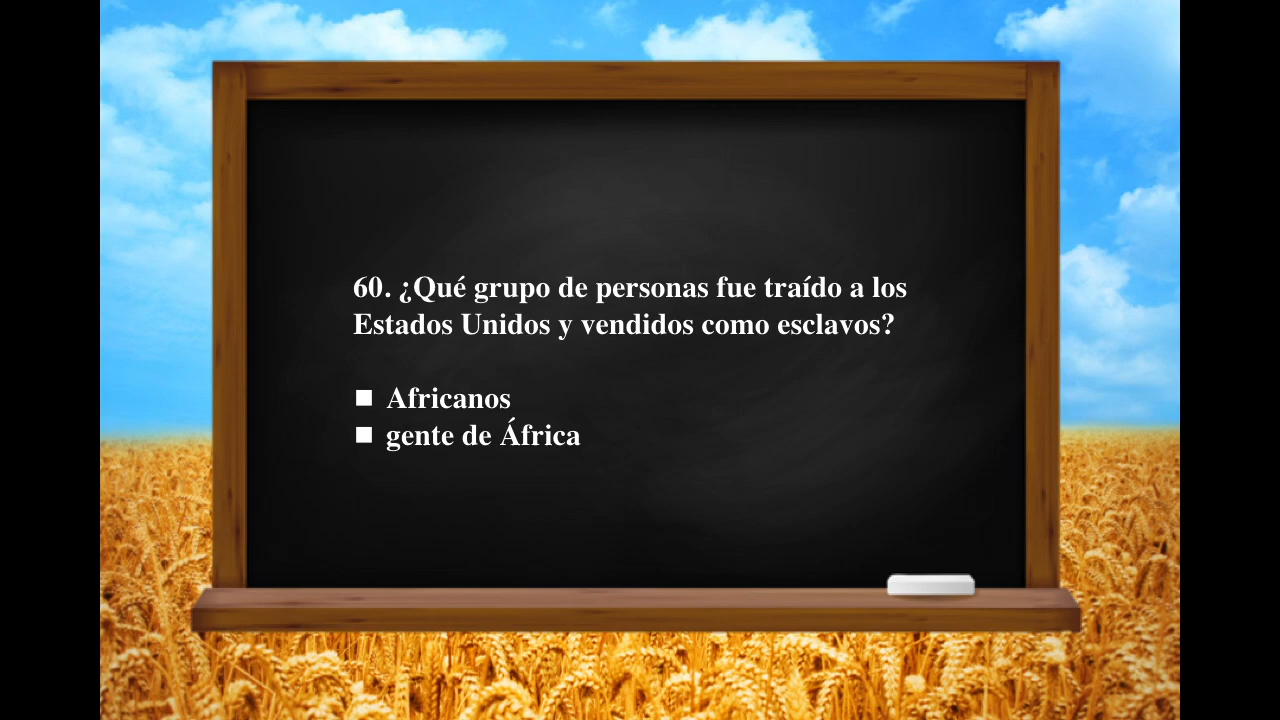 60. ¿Qué grupo de personas fue traído a los
Estados Unidos y vendidos como esclavos?
■ Africanos
■ gente de África